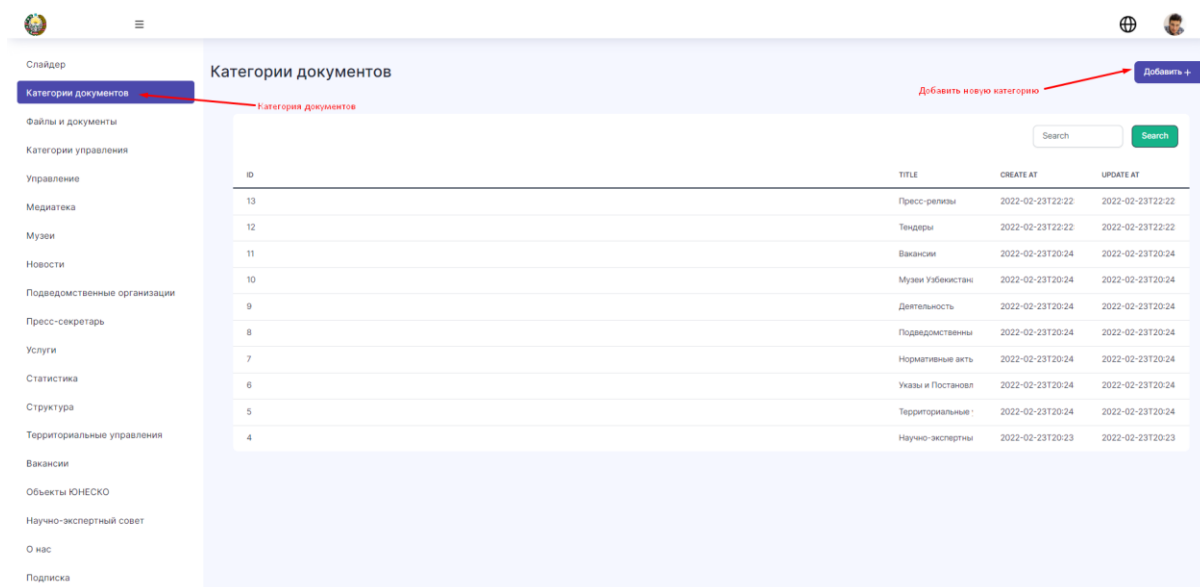 Слайдер
Категории документов
Файлы и документы
Категории управления
Управление
Медиатека
Музеи
Новости
Подведомственные организации
Пресс-секретарь
Услуги
Статистика
Структура
Территориальные управления
Вакансии
Объекты ЮНЕСКО
Научно-экспертный совет
О нас
Подписка
Категории документов
Добавить +
Категория документов
Добавить новую категорию
Search Search
ID TITLE CREATE AT UPDATE AT
13 Пресс-релизы 2022-02-23T22:22 2022-02-23T22:22
12 Тендеры 2022-02-23T22:22 2022-02-23T22:22
11 Вакансии 2022-02-23T20:24 2022-02-23T20:24
10 Музеи Узбекистан 2022-02-23T20:24 2022-02-23T20:24
9 Деятельность 2022-02-23T20:24 2022-02-23T20:24
8 Подведомственны 2022-02-23T20:24 2022-02-23T20:24
7 Нормативные акть 2022-02-23T20:24 2022-02-23T20:24
6 Указы и Постановл 2022-02-23T20:24 2022-02-23T20:24
5 Территориальные 2022-02-23T20:24 2022-02-23T20:24
4 Научно-экспертны 2022-02-23T20:23 2022-02-23T20:23